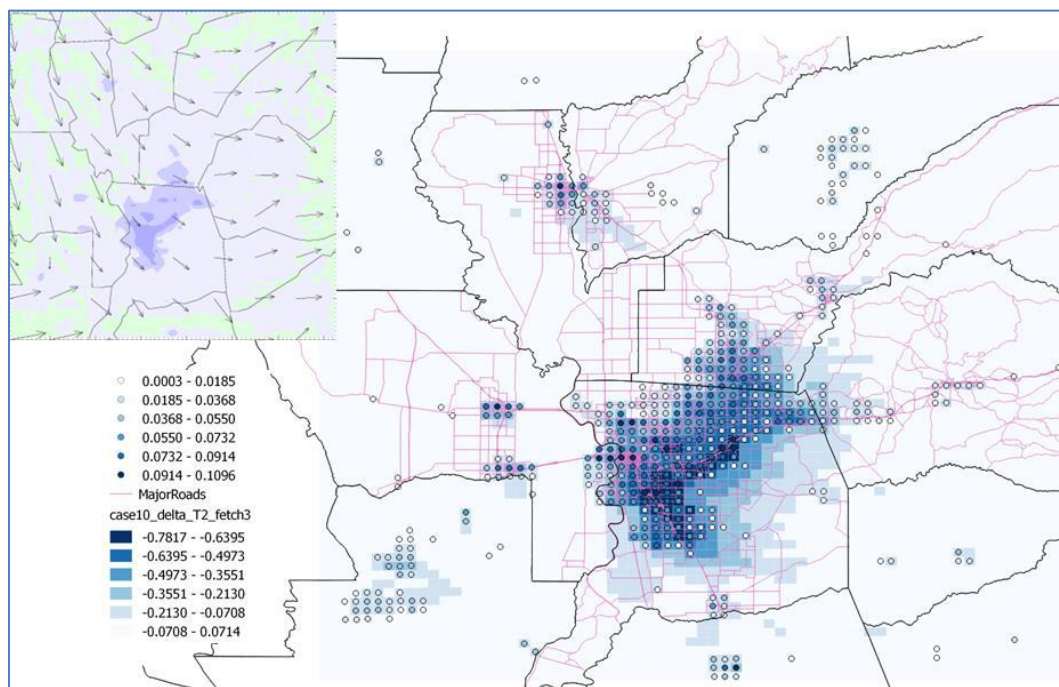 0.0003 - 0.0185
0.0185 - 0.0368
0.0368 - 0.0550
0.0550 - 0.0732
0.0732 - 0.0914
0.0914 - 0.1096
MajorRoads
case10_delta_T2_fetch3
-0.7817 - -0.6395
-0.6395 - -0.4973
-0.4973 - -0.3551
-0.3551 - -0.2130
-0.2130 - -0.0708
-0.0708 - 0.0714